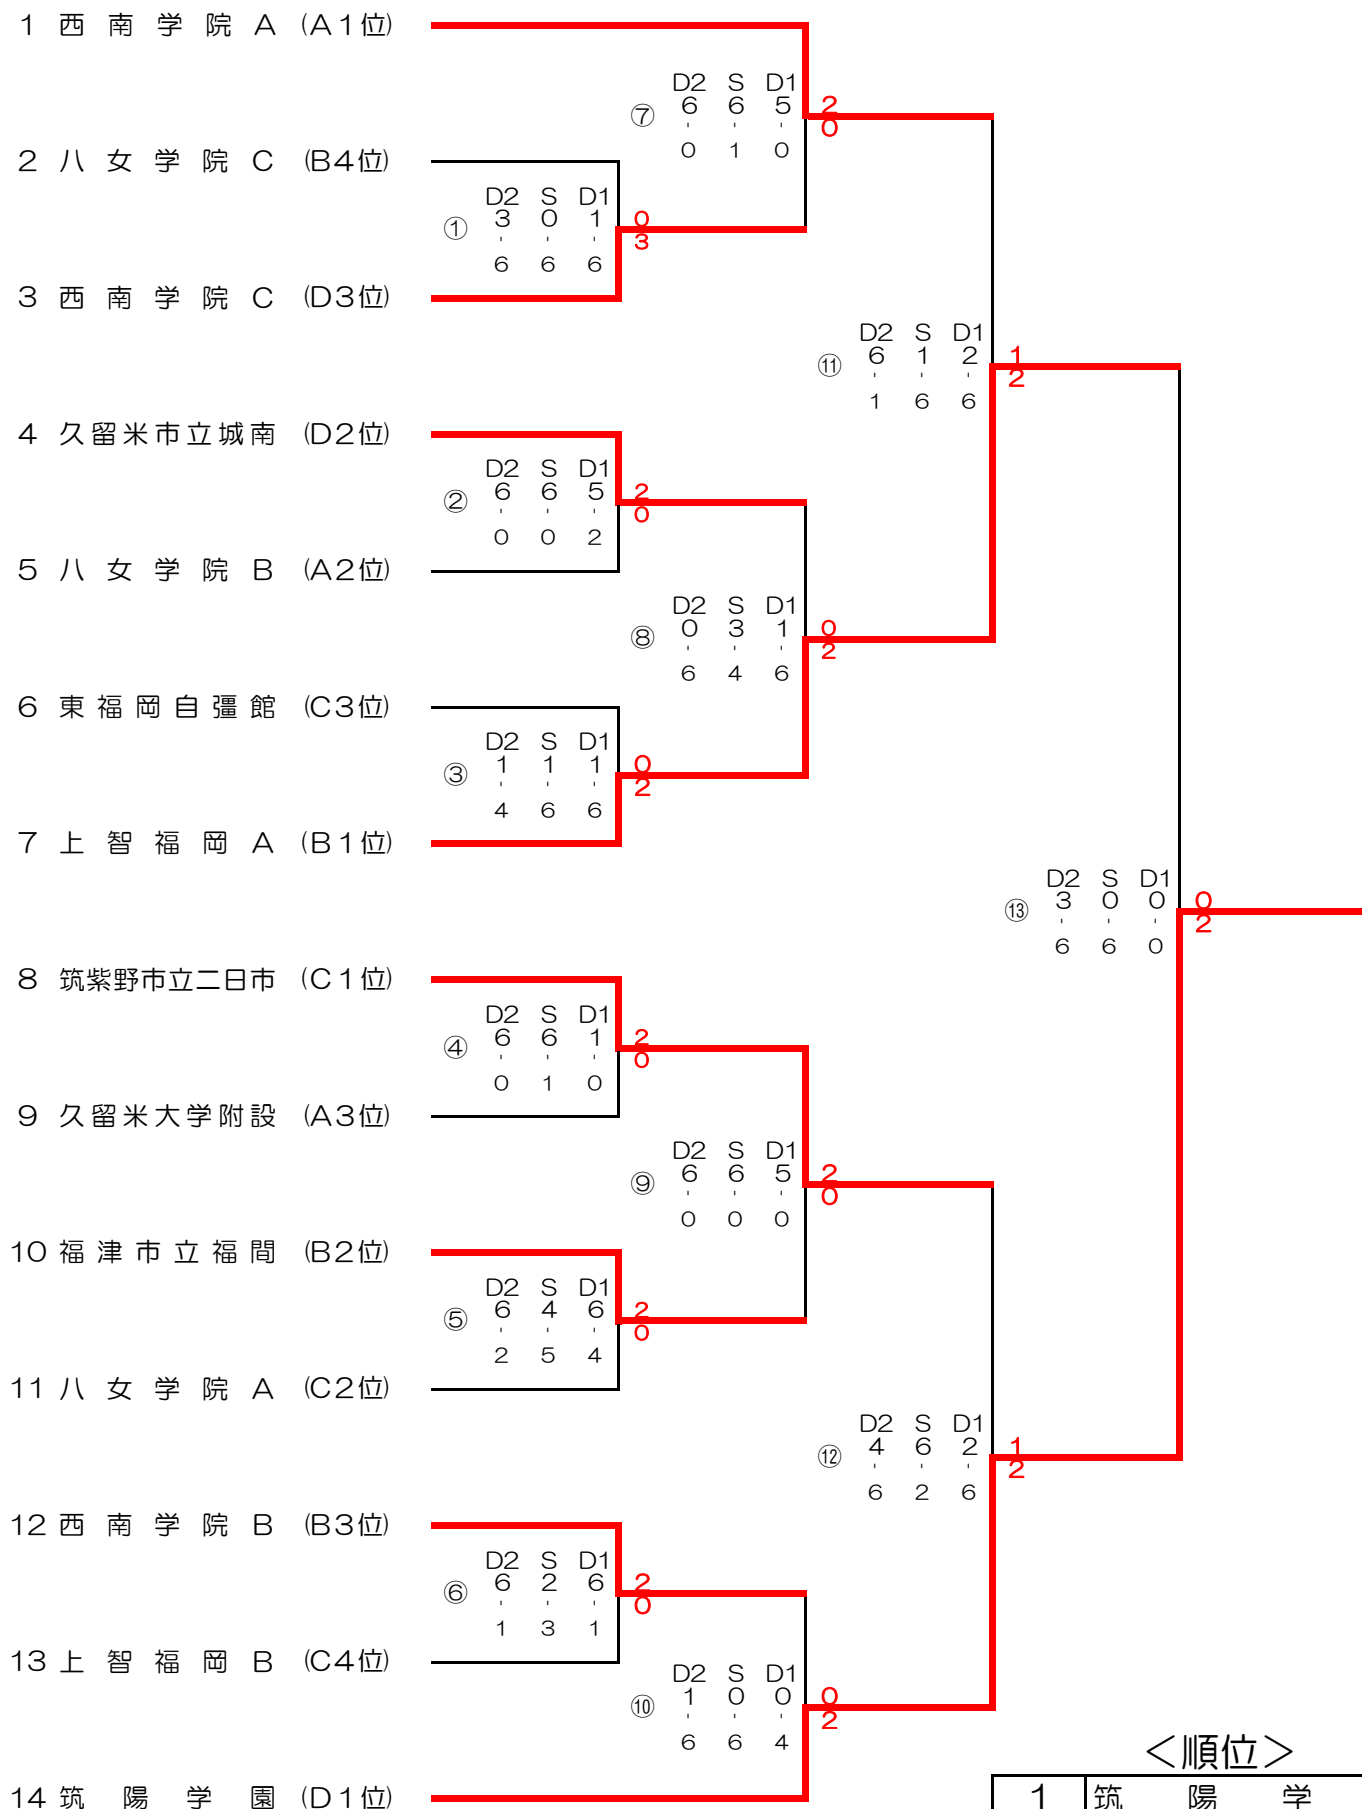 1 西南学院A (A1位)
D2 S D1
⑦ 6 6 5 2
- - - 0
0 1 0
2 八女学院C (B4位)
D2 S D1
① 3 0 1 0
- - - 3
6 6 6
3 西南学院C (D3位)
D2 S D1
⑪ 6 1 2 1
- - - 2
1 6 6
4 久留米市立城南 (D2位)
D2 S D1
② 6 6 5 2
- - - 0
0 0 2
5 八女学院B (A2位)
D2 S D1
⑧ 0 3 1 0
- - - 2
6 4 6
6 東福岡自彊館 (C3位)
D2 S D1
③ 1 1 1 0
- - - 2
4 6 6
7 上智福岡A (B1位)
D2 S D1
⑬ 3 0 0 0
- - - 2
6 6 0
8 筑紫野市立二日市 (C1位)
D2 S D1
④ 6 6 1 2
- - - 0
0 1 0
9 久留米大学附設 (A3位)
D2 S D1
⑨ 6 6 5 2
- - - 0
0 0 0
10 福津市立福間 (B2位)
D2 S D1
⑤ 6 4 6 2
- - - 0
2 5 4
11 八女学院A (C2位)
D2 S D1
⑫ 4 6 2 1
- - - 2
6 2 6
12 西南学院B (B3位)
D2 S D1
⑥ 6 2 6 2
- - - 0
1 3 1
13 上智福岡B (C4位)
D2 S D1
⑩ 1 0 0 0
- - - 2
6 6 4
<順位>
14 筑陽学園 (D1位)
1 筑陽学